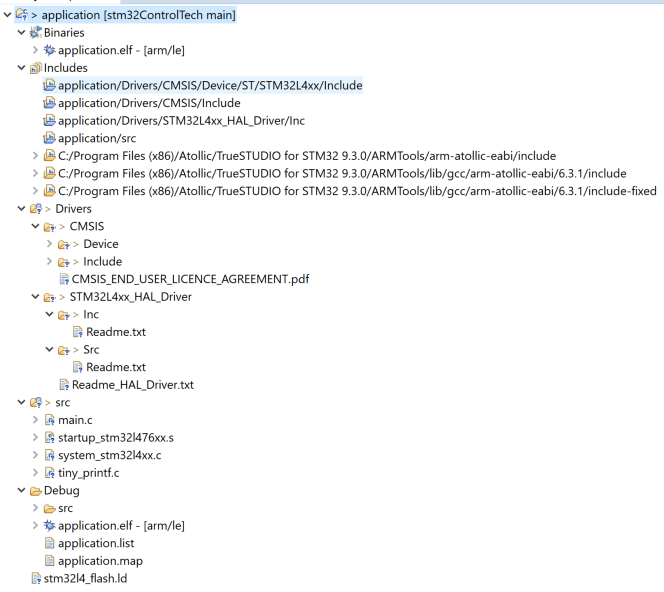 > application [stm32ControlTech main]
Binaries
application.elf - [arm/le]
Includes
application/Drivers/CMSIS/Device/ST/STM32L4xx/Include
application/Drivers/CMSIS/Include
application/Drivers/STM32L4xx_HAL_Driver/Inc
application/src
C:/Program Files (x86)/Atollic/TrueSTUDIO for STM32 9.3.0/ARMTools/arm-atollic-eabi/include
C:/Program Files (x86)/Atollic/TrueSTUDIO for STM32 9.3.0/ARMTools/lib/gcc/arm-atollic-eabi/6.3.1/include
C:/Program Files (x86)/Atollic/TrueSTUDIO for STM32 9.3.0/ARMTools/lib/gcc/arm-atollic-eabi/6.3.1/include-fixed
> Drivers
> CMSIS
> Device
> Include
CMSIS_END_USER_LICENCE_AGREEMENT.pdf
> STM32L4xx_HAL_Driver
> Inc
Readme.txt
> Src
Readme.txt
Readme_HAL_Driver.txt
> src
main.c
startup_stm32l476xx.s
system_stm32l4xx.c
tiny_printf.c
Debug
src
application.elf - [arm/le]
application.list
application.map
stm32l4_flash.ld